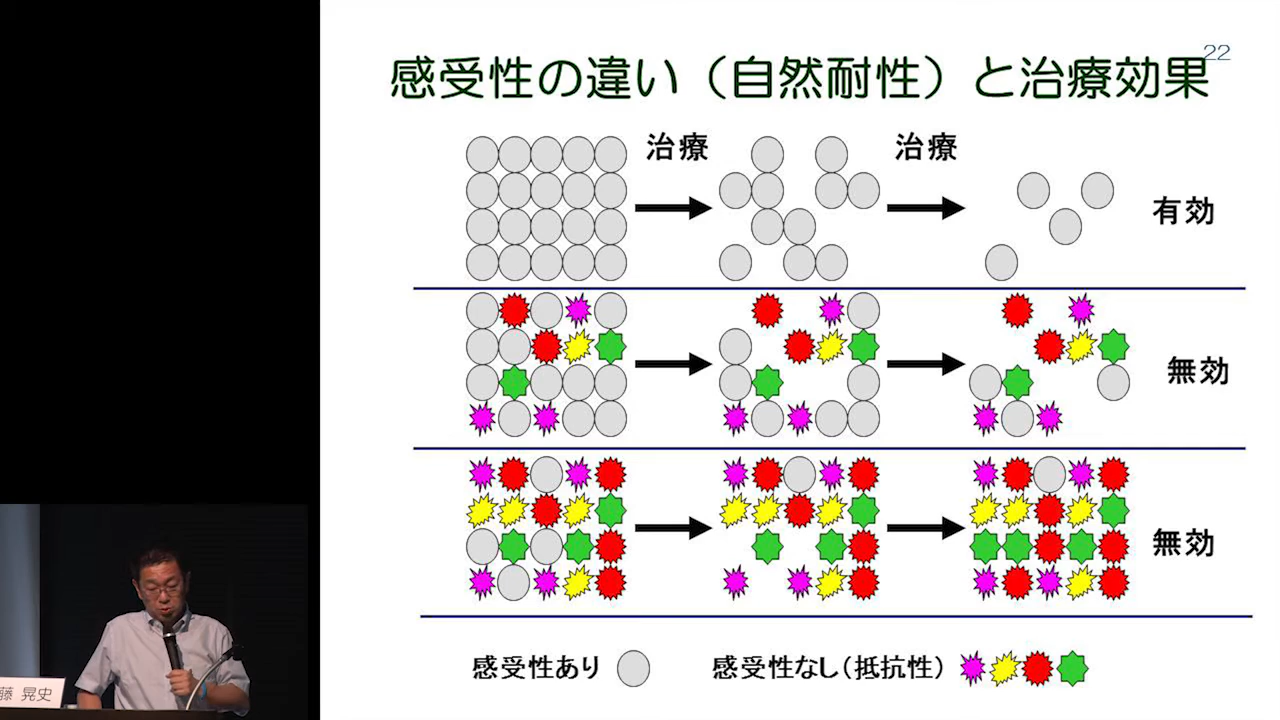 22
感受性の違い（自然耐性）と治療効果
治療
治療
有効
無効
無効
感受性あり
感受性なし（抵抗性）
藤 晃史